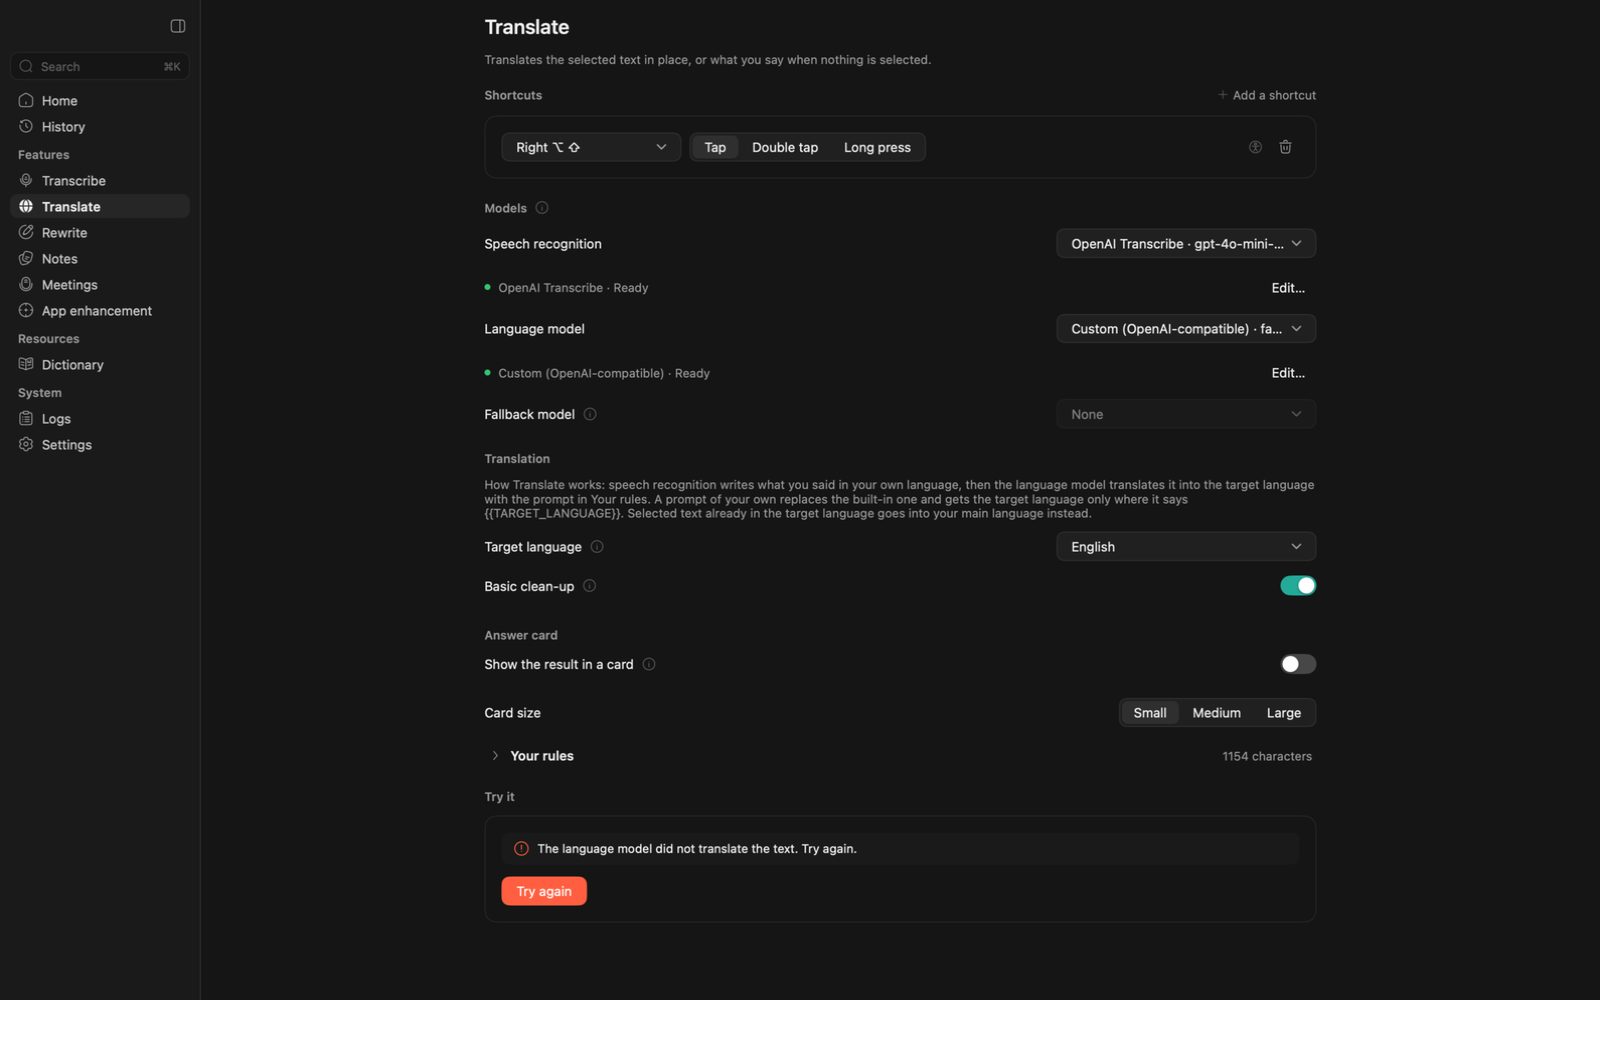 Search ⌘K
Home
History
Features
Transcribe
Translate
Rewrite
Notes
Meetings
App enhancement
Resources
Dictionary
System
Logs
Settings
Translate
Translates the selected text in place, or what you say when nothing is selected.
Shortcuts
+ Add a shortcut
Right ⌥ ⇧
Tap Double tap Long press
Models
Speech recognition
OpenAI Transcribe · gpt-4o-mini-...
OpenAI Transcribe · Ready
Edit...
Language model
Custom (OpenAI-compatible) · fa...
Custom (OpenAI-compatible) · Ready
Edit...
Fallback model
None
Translation
How Translate works: speech recognition writes what you said in your own language, then the language model translates it into the target language
with the prompt in Your rules. A prompt of your own replaces the built-in one and gets the target language only where it says
{{TARGET_LANGUAGE}}. Selected text already in the target language goes into your main language instead.
Target language
English
Basic clean-up
Answer card
Show the result in a card
Card size
Small Medium Large
Your rules
1154 characters
Try it
The language model did not translate the text. Try again.
Try again